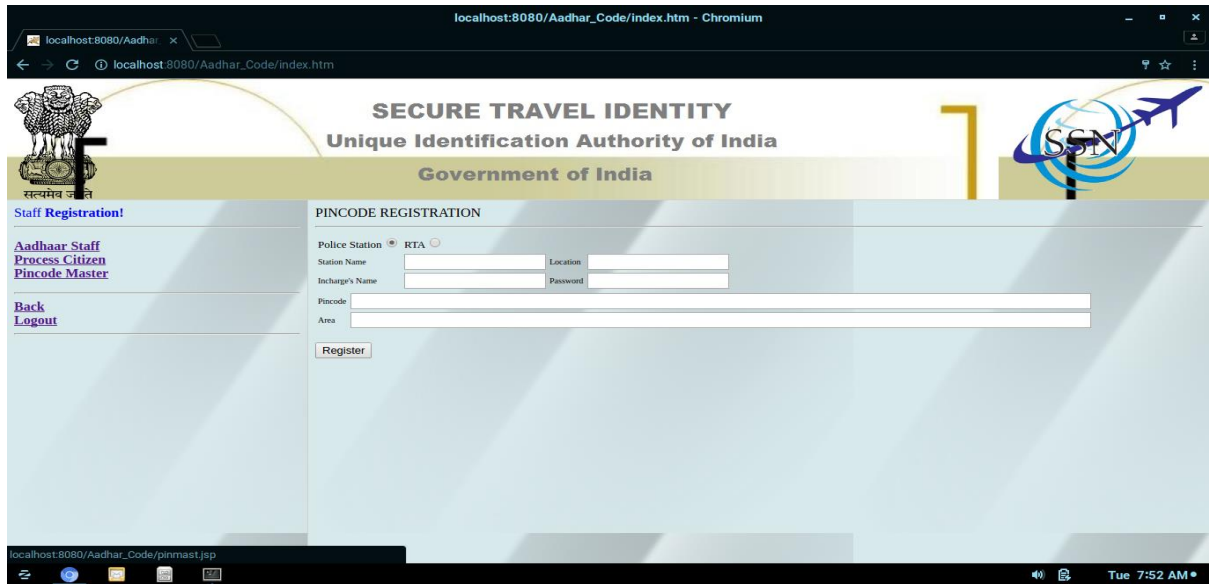 localhost:8080/Aadhar_Code/index.htm - Chromium
localhost:8080/Aadhar
localhost:8080/Aadhar_Code/index.htm
SECURE TRAVEL IDENTITY
Unique Identification Authority of India
Government of India
SSN
सत्यमेव
Staff Registration!
Aadhaar Staff
Process Citizen
Pincode Master
Back
Logout
PINCODE REGISTRATION
Police Station RTA
Station Name Location
Incharge's Name Password
Pincode
Area
Register
localhost:8080/Aadhar_Code/pinmast.jsp
Tue 7:52 AM